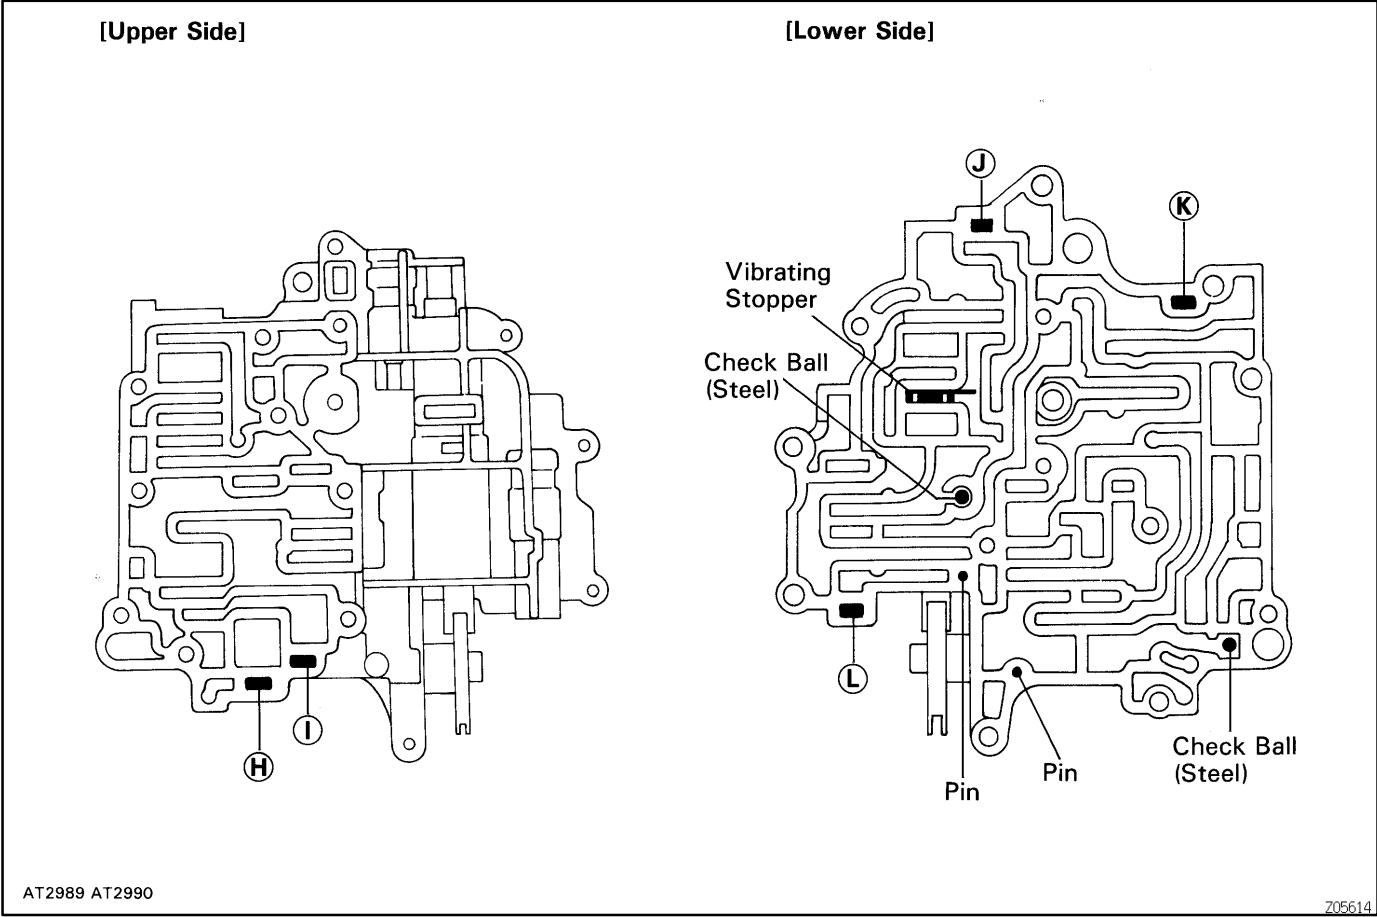 [Upper Side]
[Lower Side]
J
K
Vibrating
Stopper
Check Ball
(Steel)
L
I
H
Pin
Pin
Check Ball
(Steel)
AT2989 AT2990
Z05614